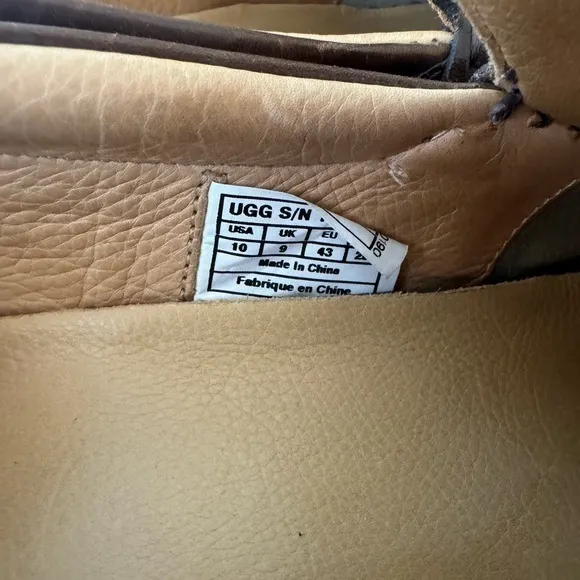 UGG S/N
USA UK EU
10 9 43
Made In China
Fabrique en Chine